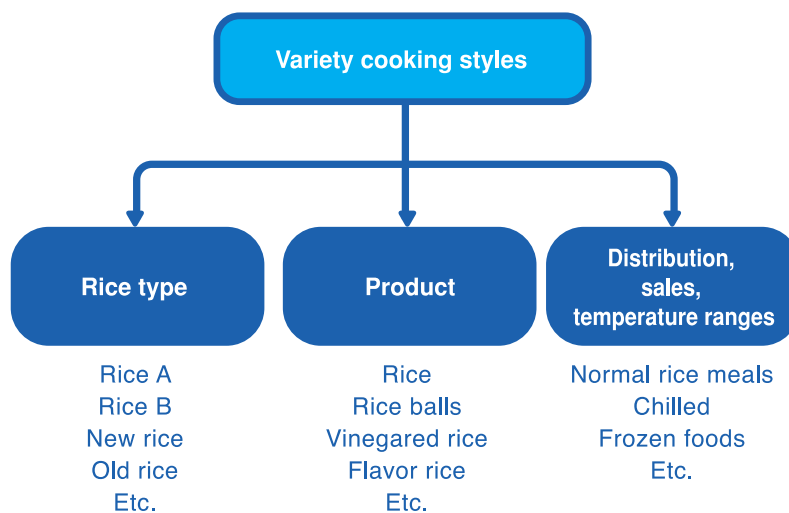 Variety cooking styles
Rice type
Rice A
Rice B
New rice
Old rice
Etc.
Product
Rice
Rice balls
Vinegared rice
Flavor rice
Etc.
Distribution,
sales,
temperature ranges
Normal rice meals
Chilled
Frozen foods
Etc.